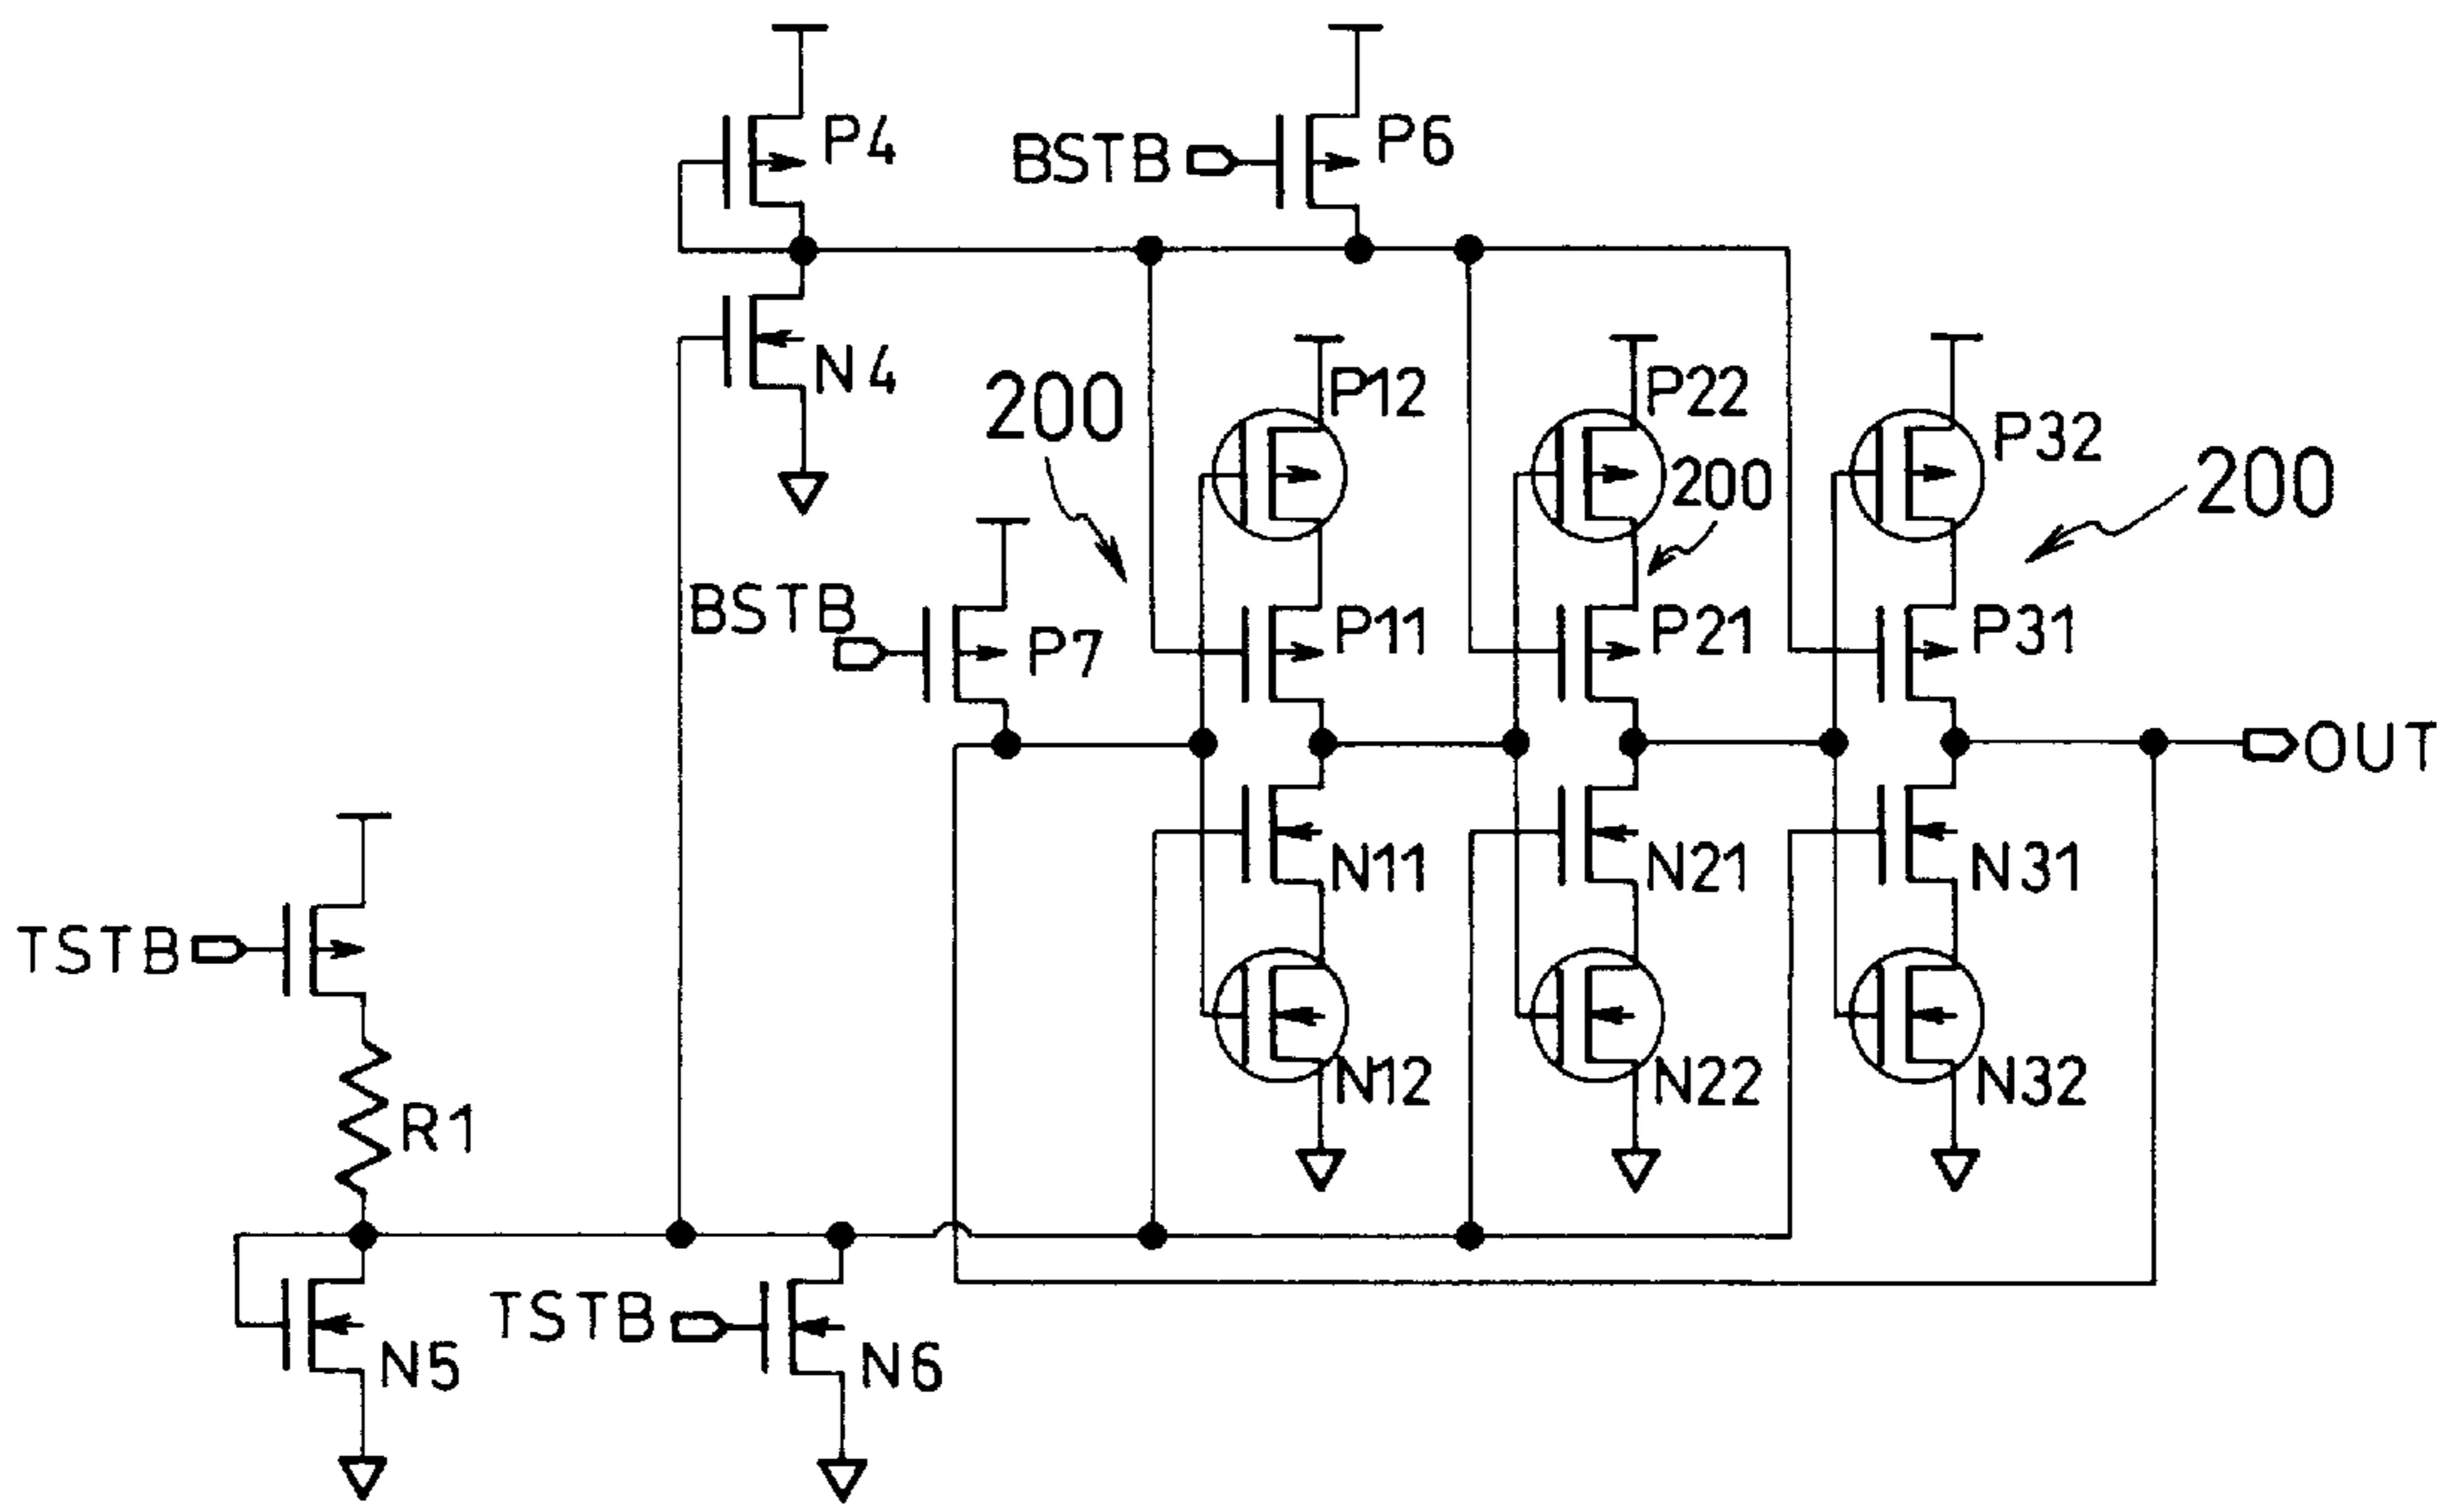 P4
BSTB
P6
N4
200
P12
P22
P32
200
200
BSTB
P7
P11
P21
P31
OUT
N11
N21
N31
TSTB
N12
N22
N32
R1
TSTB
N5
N6